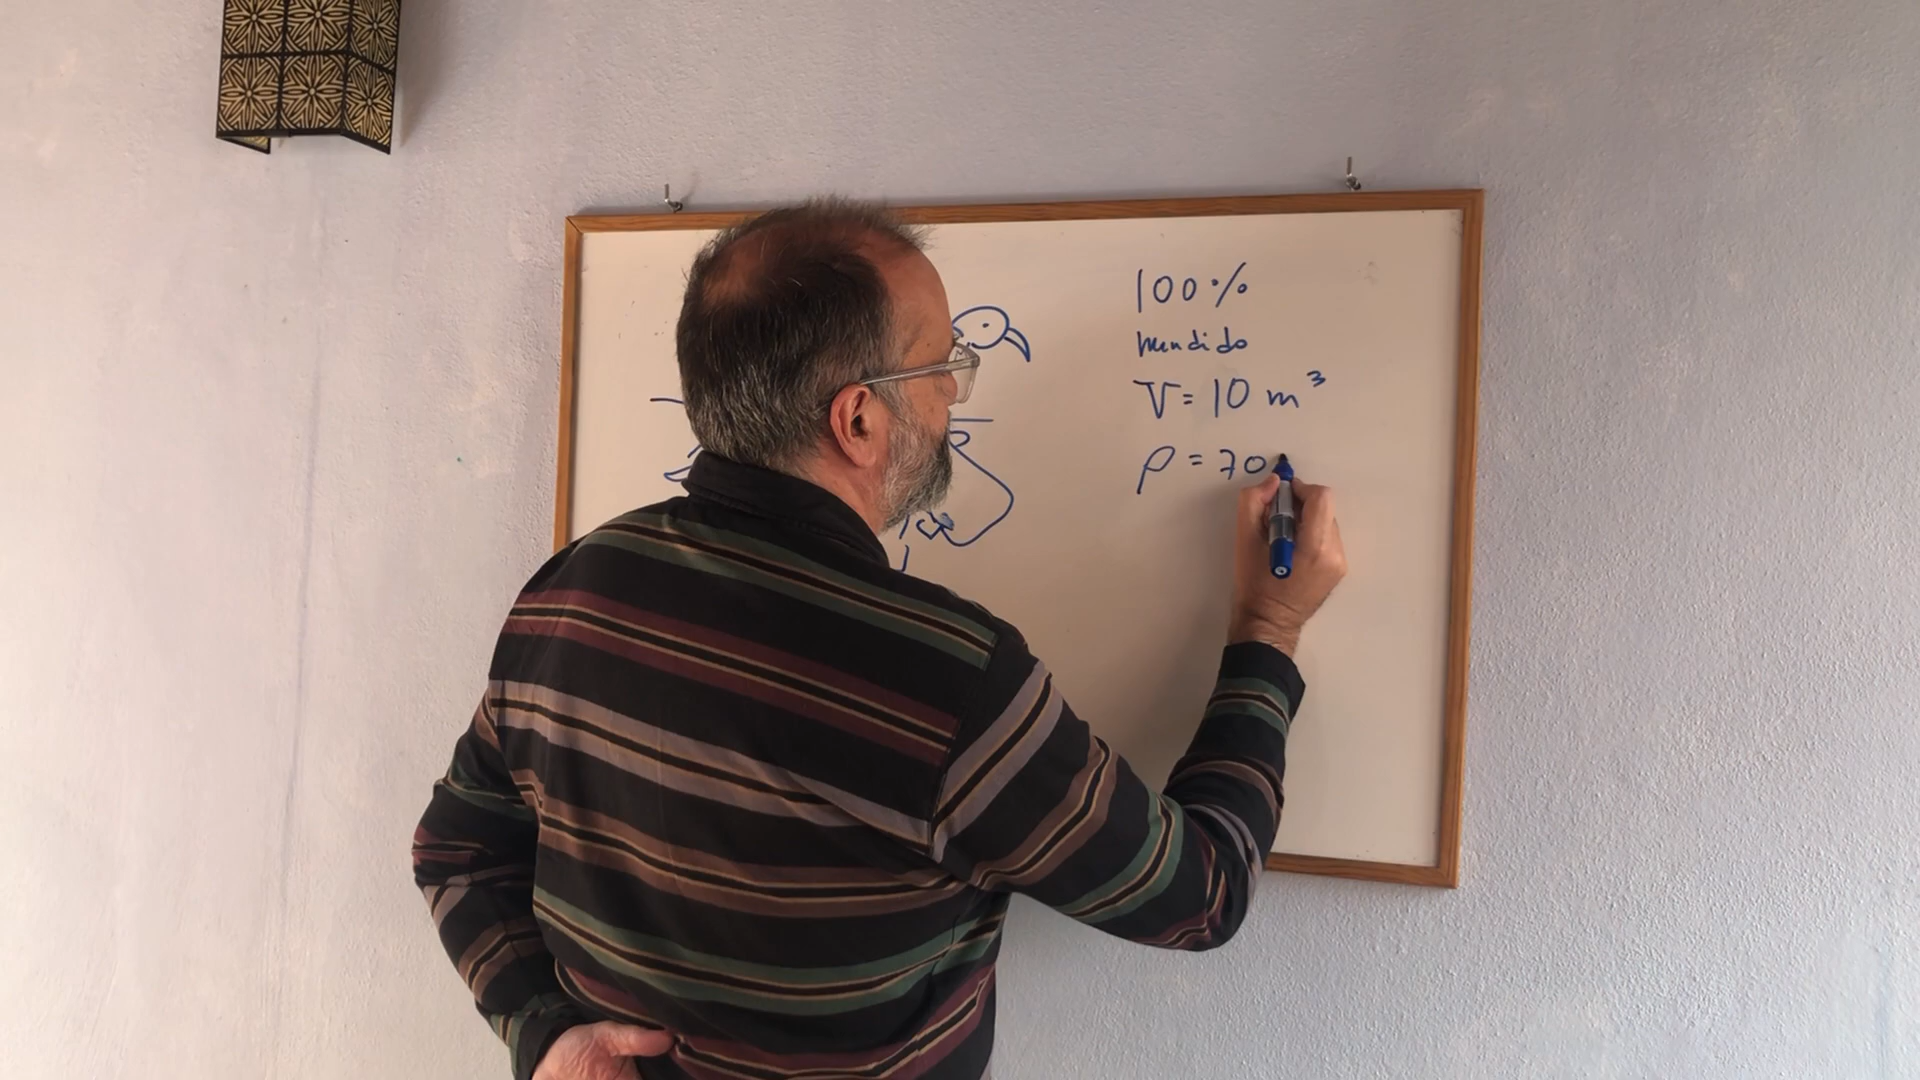 100%
hundido
V = 10 m³
ρ = 70